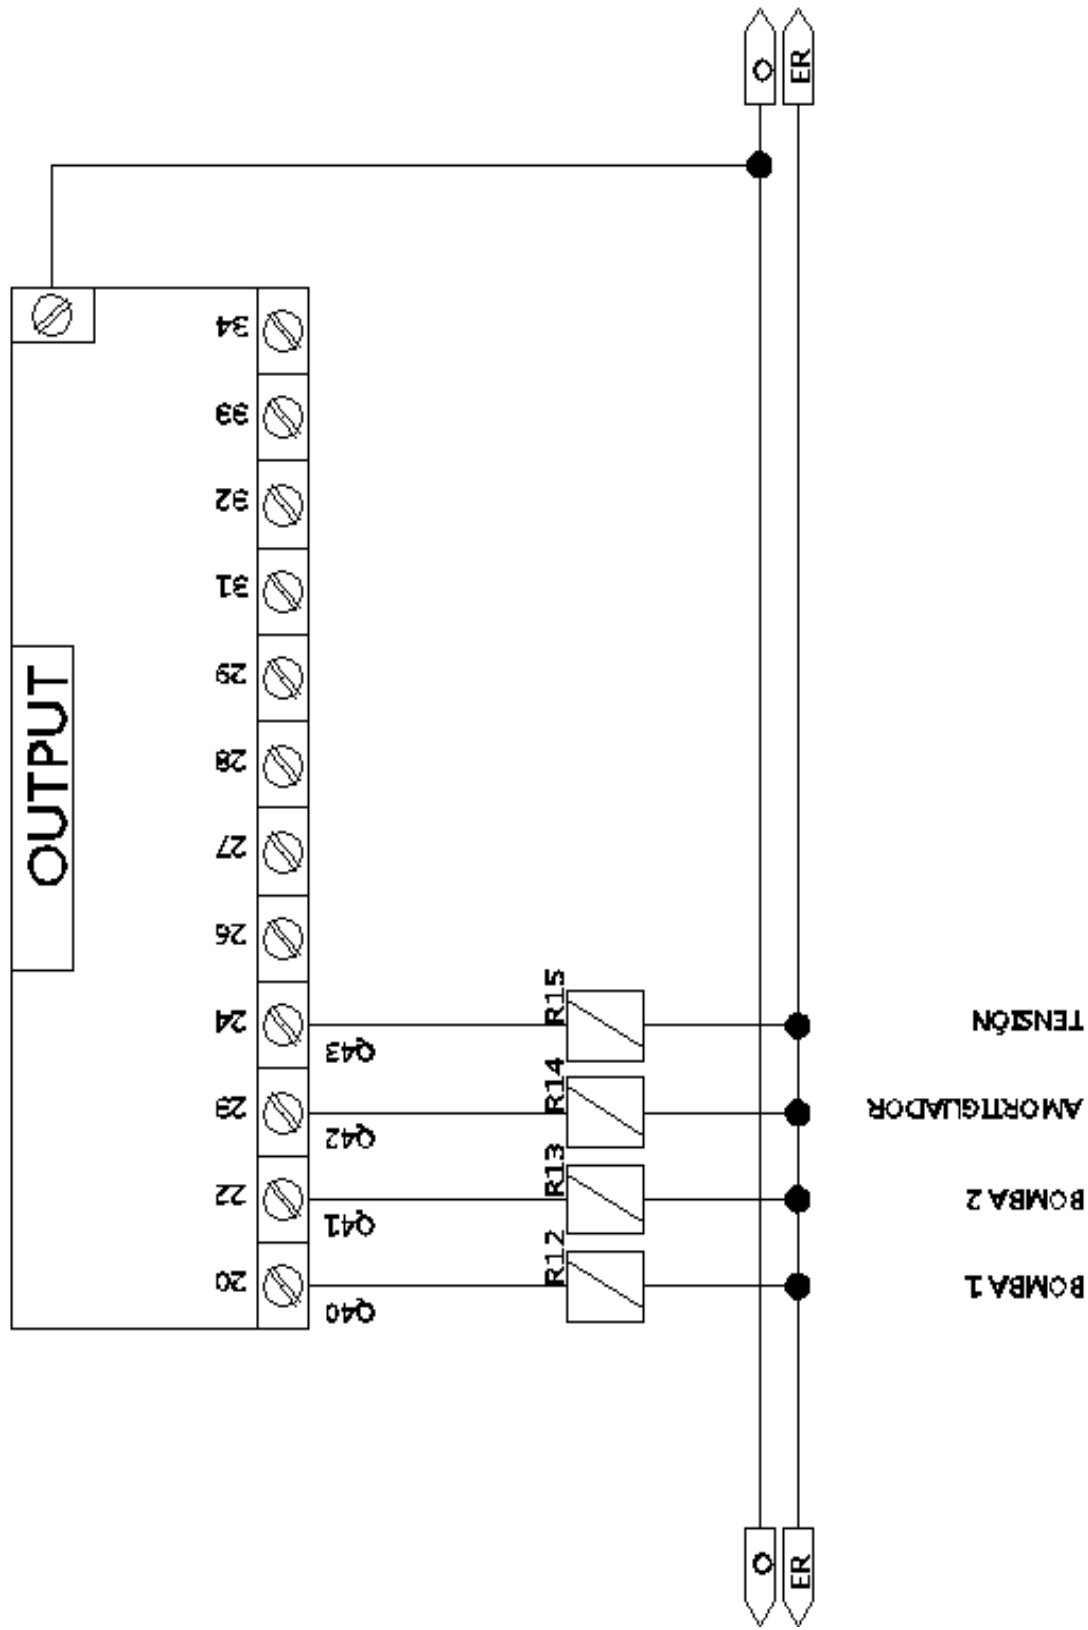 O
ER
34
33
32
31
29
28
27
26
24
23
22
20
OUTPUT
Q43
R15
TENSIÓN
Q42
R14
AMORTIGUADOR
Q41
R13
BOMBA 2
Q40
R12
BOMBA 1
O
ER